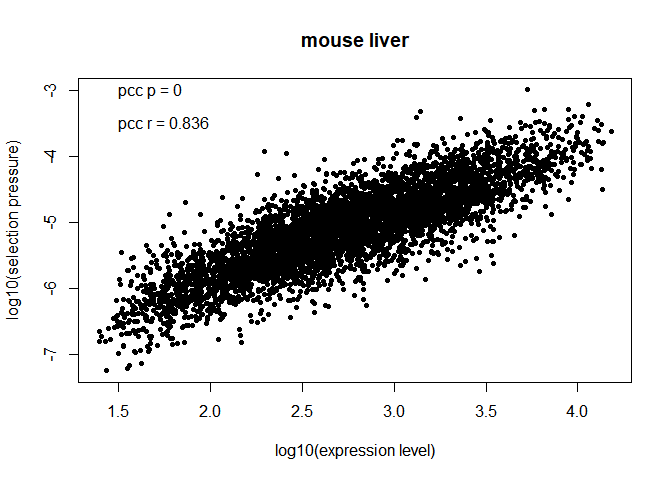 mouse liver
pcc p = 0
pcc r = 0.836
log10(selection pressure)
-3
-4
-5
-6
-7
1.5 2.0 2.5 3.0 3.5 4.0
log10(expression level)